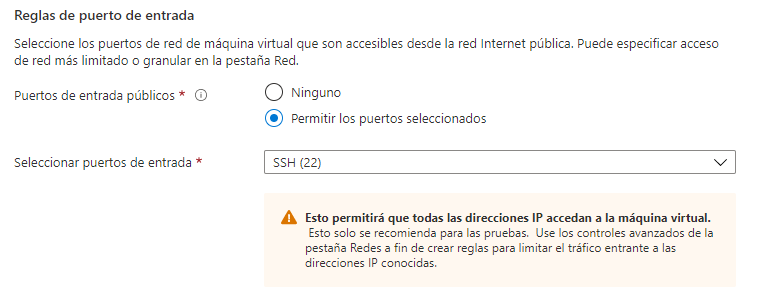 Reglas de puerto de entrada
Seleccione los puertos de red de máquina virtual que son accesibles desde la red Internet pública. Puede especificar acceso
de red más limitado o granular en la pestaña Red.
Puertos de entrada públicos *
Ninguno
Permitir los puertos seleccionados
Seleccionar puertos de entrada *
SSH (22)
Esto permitirá que todas las direcciones IP accedan a la máquina virtual.
Esto solo se recomienda para las pruebas. Use los controles avanzados de la
pestaña Redes a fin de crear reglas para limitar el tráfico entrante a las
direcciones IP conocidas.